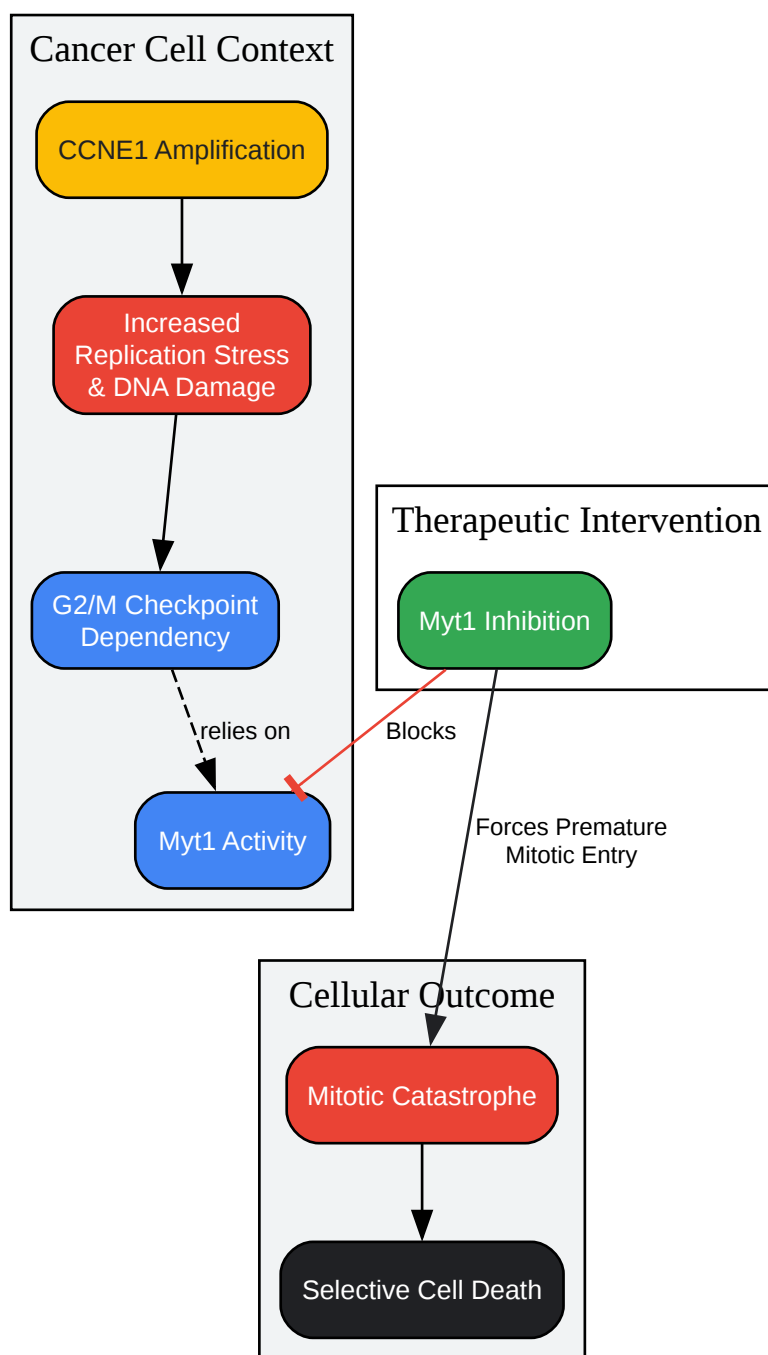 Cancer Cell Context
CCNE1 Amplification
Increased
Replication Stress
& DNA Damage
G2/M Checkpoint
Dependency
relies on
Myt1 Activity
Therapeutic Intervention
Myt1 Inhibition
Blocks
Forces Premature
Mitotic Entry
Cellular Outcome
Mitotic Catastrophe
Selective Cell Death